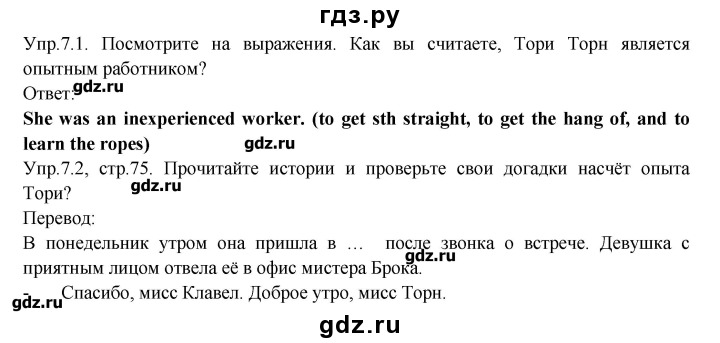 гдз.ру
Упр.7.1. Посмотрите на выражения. Как вы считаете, Тори Торн является
опытным работником?
Ответ:
gdz.ru
She was an inexperienced worker. (to get sth straight, to get the hang of, and to
learn the ropes)
gdz.ru
Упр.7.2, стр.75. Прочитайте истории и проверьте свои догадки насчёт опыта
Тори?
gdz.ru
Перевод:
В понедельник утром она пришла в … после звонка о встрече. Девушка с
приятным лицом отвела её в офис мистера Брока.
gdz.ru
- Спасибо, мисс Клавел. Доброе утро, мисс Торн.
gdz.ru
gdz.ru
gdz.ru